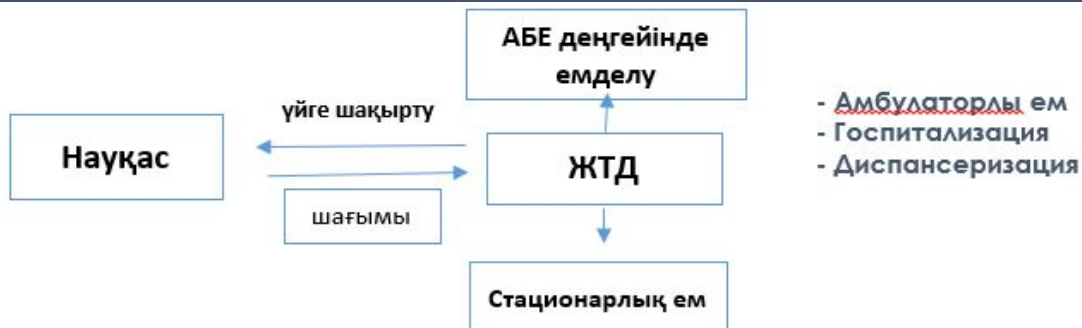 АБЕ деңгейінде
емделу
үйге шақырту
Науқас
ЖТД
шағымы
Стационарлық ем
- Амбулаторлы ем
- Госпитализация
- Диспансеризация